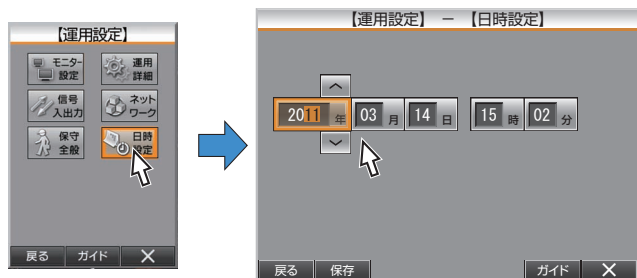 【運用設定】
モニター
設定
運用
詳細
信号
入出力
ネット
ワーク
保守
全般
日時
設定
戻る ガイド
【運用設定】 － 【日時設定】
2011 年 03 月 14 日 15 時 02 分
戻る 保存 ガイド